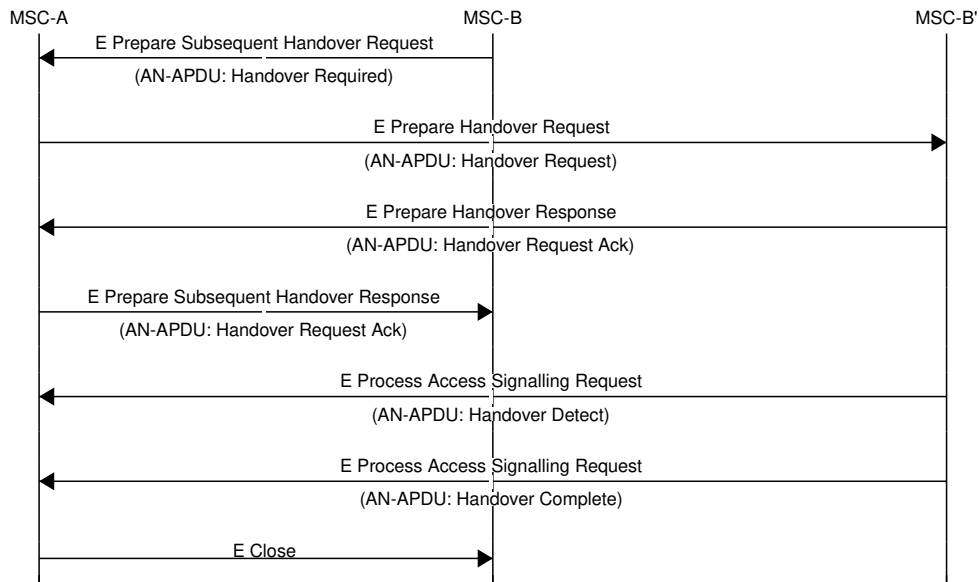 MSC-A MSC-B MSC-B'
E Prepare Subsequent Handover Request
(AN-APDU: Handover Required)
E Prepare Handover Request
(AN-APDU: Handover Request)
E Prepare Handover Response
(AN-APDU: Handover Request Ack)
E Prepare Subsequent Handover Response
(AN-APDU: Handover Request Ack)
E Process Access Signalling Request
(AN-APDU: Handover Detect)
E Process Access Signalling Request
(AN-APDU: Handover Complete)
E Close